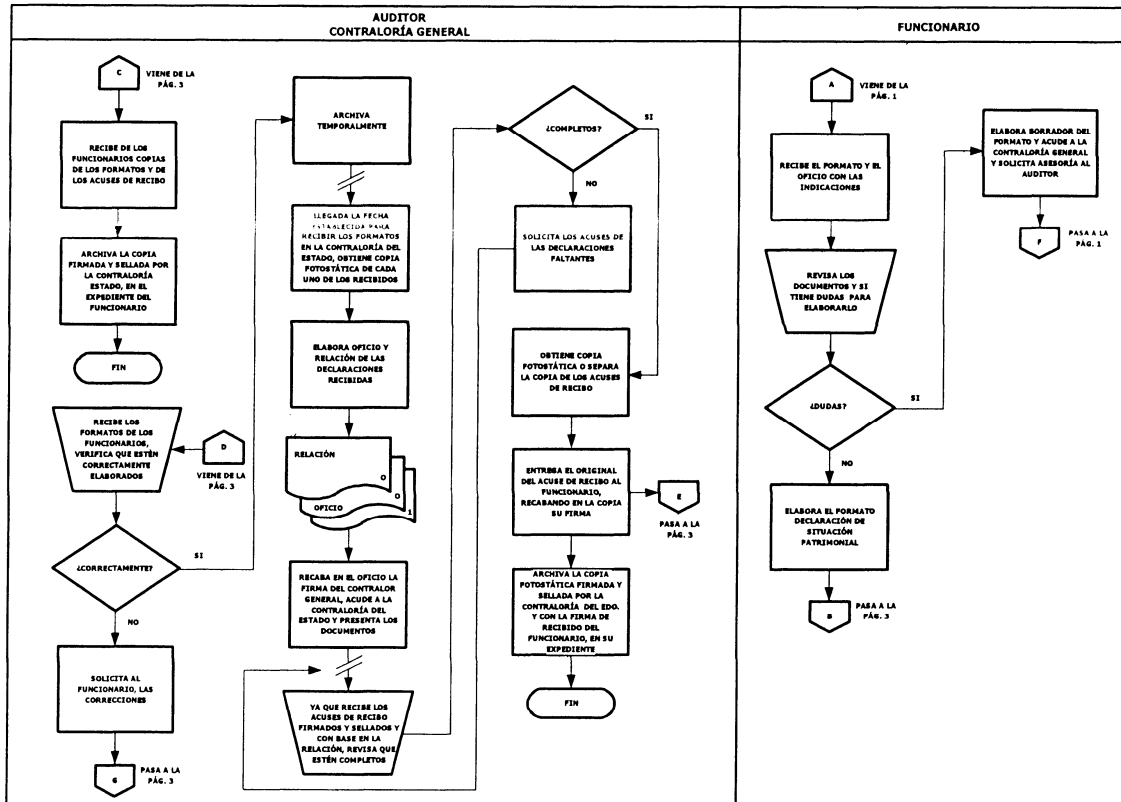 AUDITOR
CONTRALORÍA GENERAL
FUNCIONARIO
C
VIENE DE LA
PÁG. 3
RECIBE DE LOS
FUNCIONARIOS COPIAS
DE LOS FORMATOS Y DE
LOS ACUSES DE RECIBO
ARCHIVA LA COPIA
FIRMADA Y SELLADA POR
LA CONTRALORÍA
ESTADO, EN EL
EXPEDIENTE DEL
FUNCIONARIO
FIN
RECIBE LOS
FORMATOS DE LOS
FUNCIONARIOS,
VERIFICA QUE ESTÉN
CORRECTAMENTE
ELABORADOS
D
VIENE DE LA
PÁG. 3
¿CORRECTAMENTE?
SI
NO
SOLICITA AL
FUNCIONARIO, LAS
CORRECCIONES
G
PASA A LA
PÁG. 3
ARCHIVA
TEMPORALMENTE
LLEGADA LA FECHA
ESTABLECIDA PARA
RECIBIR LOS FORMATOS
EN LA CONTRALORÍA DEL
ESTADO, OBTIENE COPIA
FOTOSTÁTICA DE CADA
UNO DE LOS RECIBIDOS
ELABORA OFICIO Y
RELACIÓN DE LAS
DECLARACIONES
RECIBIDAS
RELACIÓN
O
OFICIO
O
1
RECABA EN EL OFICIO LA
FIRMA DEL CONTRALOR
GENERAL, ACUDE A LA
CONTRALORÍA DEL
ESTADO Y PRESENTA LOS
DOCUMENTOS
YA QUE RECIBE LOS
ACUSES DE RECIBO
FIRMADOS Y SELLADOS Y
CON BASE EN LA
RELACIÓN, REVISA QUE
ESTÉN COMPLETOS
¿COMPLETOS?
SI
NO
SOLICITA LOS ACUSES DE
LAS DECLARACIONES
FALTANTES
OBTIENE COPIA
FOTOSTÁTICA O SEPARA
LA COPIA DE LOS ACUSES
DE RECIBO
ENTREGA EL ORIGINAL
DEL ACUSE DE RECIBO AL
FUNCIONARIO,
RECABANDO EN LA COPIA
SU FIRMA
E
PASA A LA
PÁG. 3
ARCHIVA LA COPIA
FOTOSTÁTICA FIRMADA Y
SELLADA POR LA
CONTRALORÍA DEL EDO.
Y CON LA FIRMA DE
RECIBIDO DEL
FUNCIONARIO, EN SU
EXPEDIENTE
FIN
A
VIENE DE LA
PÁG. 1
RECIBE EL FORMATO Y EL
OFICIO CON LAS
INDICACIONES
REVISA LOS
DOCUMENTOS Y SI
TIENE DUDAS PARA
ELABORARLO
¿DUDAS?
SI
NO
ELABORA EL FORMATO
DECLARACIÓN DE
SITUACIÓN
PATRIMONIAL
B
PASA A LA
PÁG. 3
ELABORA BORRADOR DEL
FORMATO Y ACUDE A LA
CONTRALORÍA GENERAL
Y SOLICITA ASESORÍA AL
AUDITOR
F
PASA A LA
PÁG. 1